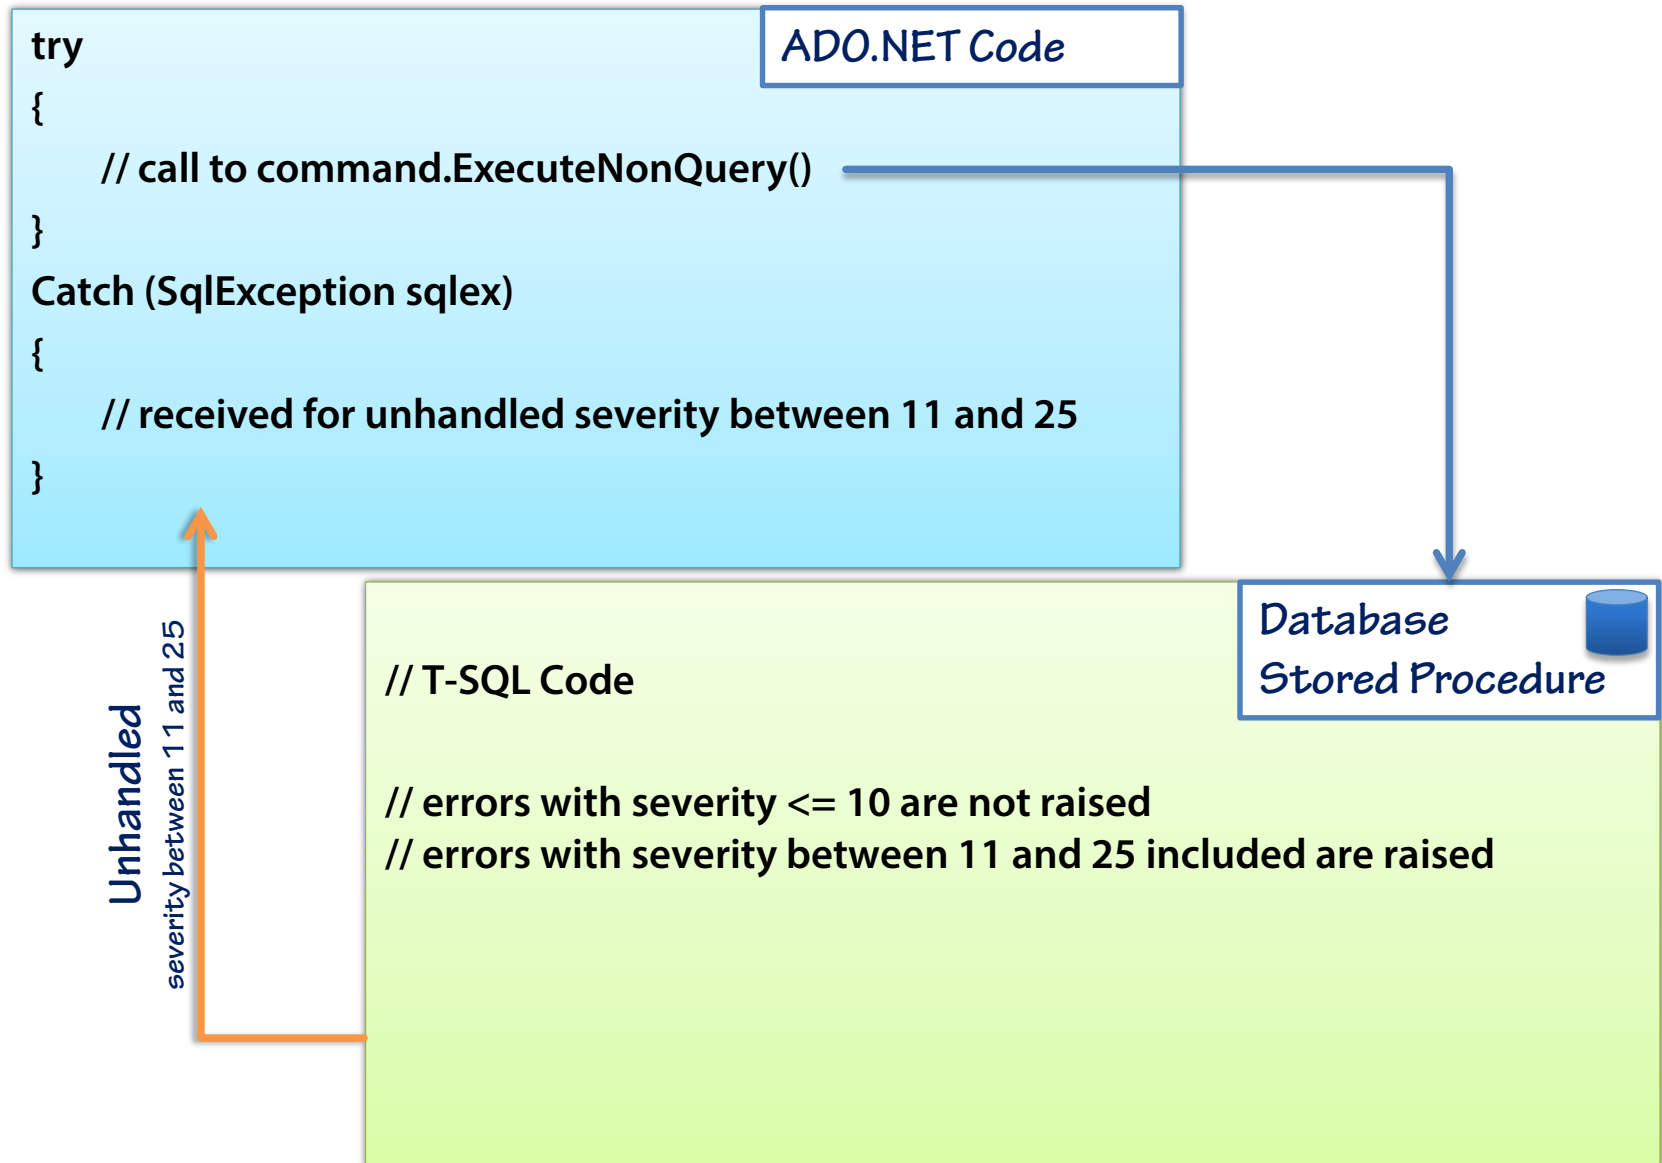 try
ADO.NET Code
{
// call to command.ExecuteNonQuery()
}
Catch (SqlException sqlex)
{
// received for unhandled severity between 11 and 25
}
Unhandled
severity between 11 and 25
Database
Stored Procedure
// T-SQL Code
// errors with severity <= 10 are not raised
// errors with severity between 11 and 25 included are raised